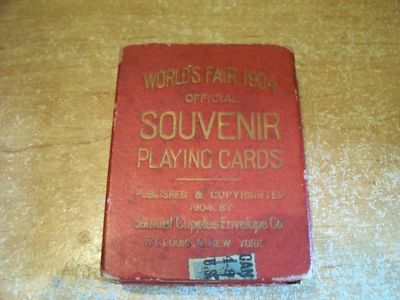 WORLD'S FAIR 1904
OFFICIAL
SOUVENIR
PLAYING CARDS
PUBLISHED & COPYRIGHTED
1904, BY
Samuel Cupples Envelope Co.
ST. LOUIS, & NEW YORK